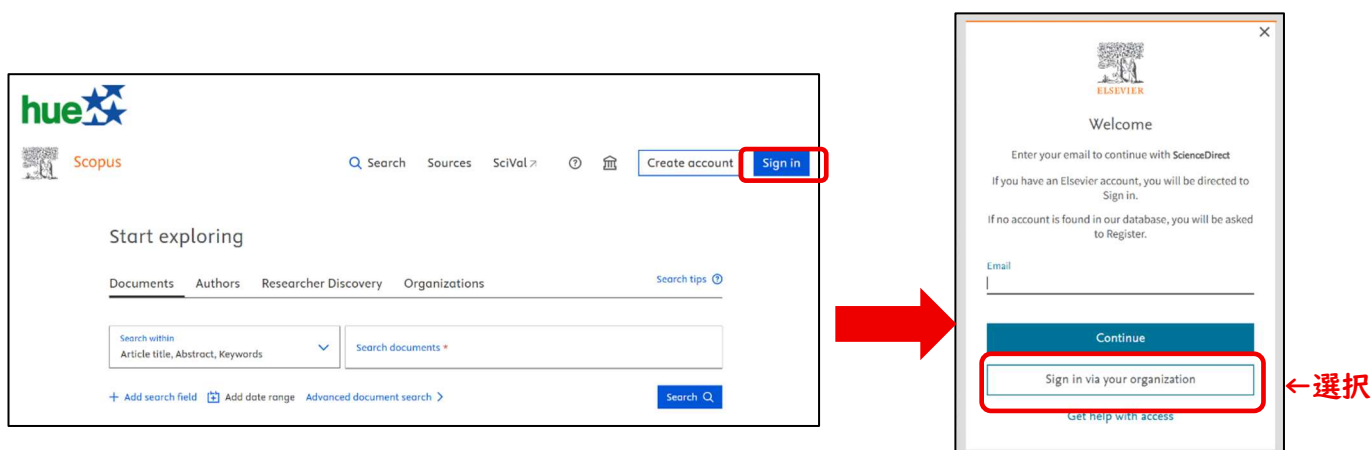 hue
Scopus
Search Sources SciVal Create account Sign in
Start exploring
Documents Authors Researcher Discovery Organizations Search tips
Search within
Article title, Abstract, Keywords
Search documents *
+ Add search field Add date range Advanced document search >
Search
ELSEVIER
Welcome
Enter your email to continue with ScienceDirect
If you have an Elsevier account, you will be directed to
Sign in.
If no account is found in our database, you will be asked
to Register.
Email
Continue
Sign in via your organization
←選択
Get help with access